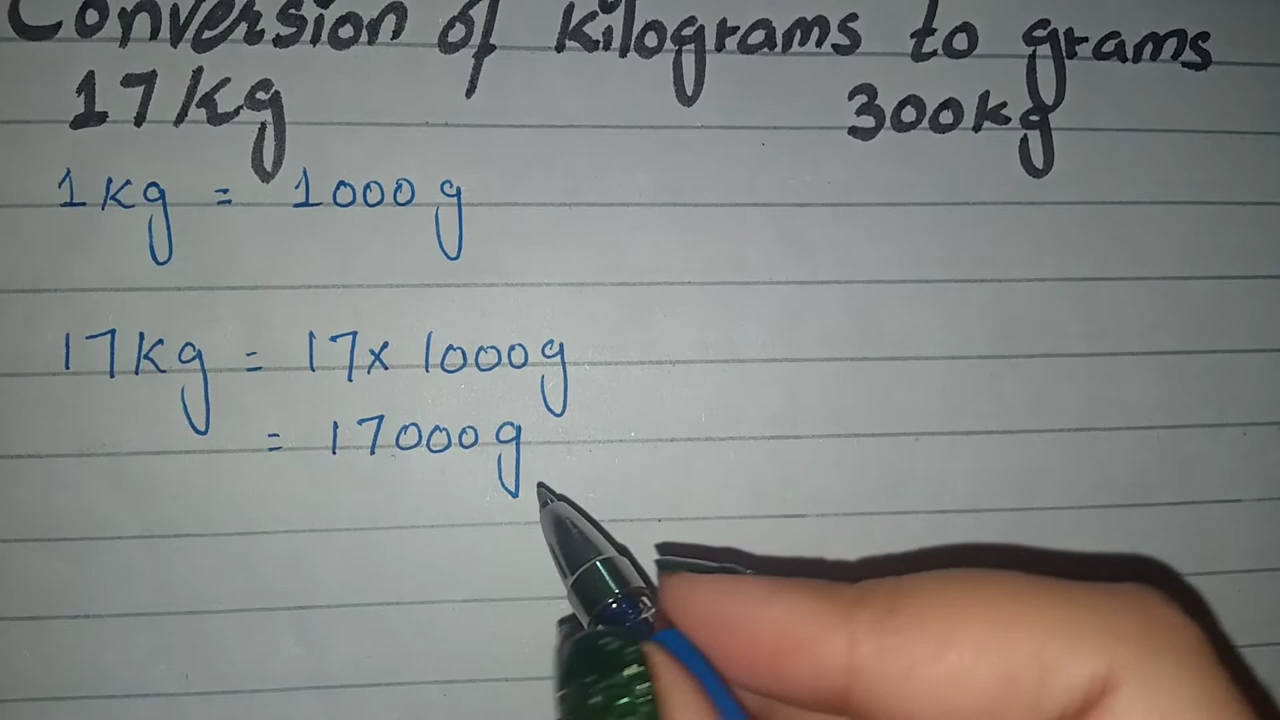 Conversion of kilograms to grams
17kg 300kg
1kg = 1000g
17kg = 17x 1000g
= 17000g